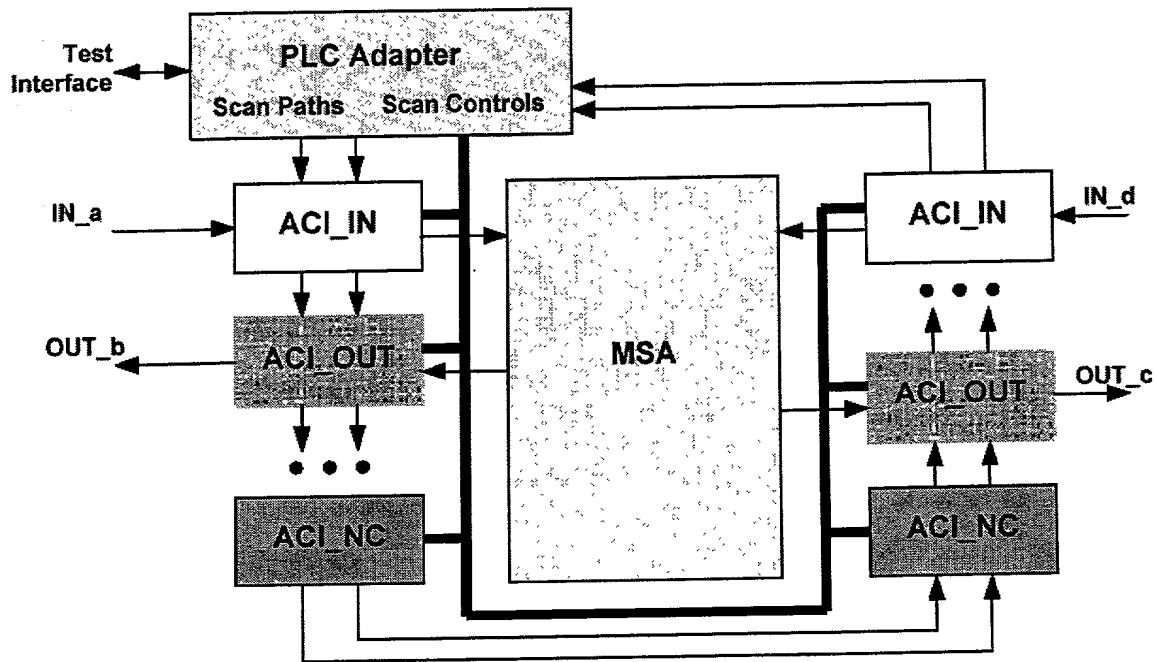 Test
Interface
PLC Adapter
Scan Paths
Scan Controls
IN_a
ACI_IN
ACI_IN
IN_d
OUT_b
ACI_OUT
MSA
ACI_OUT
OUT_c
ACI_NC
ACI_NC